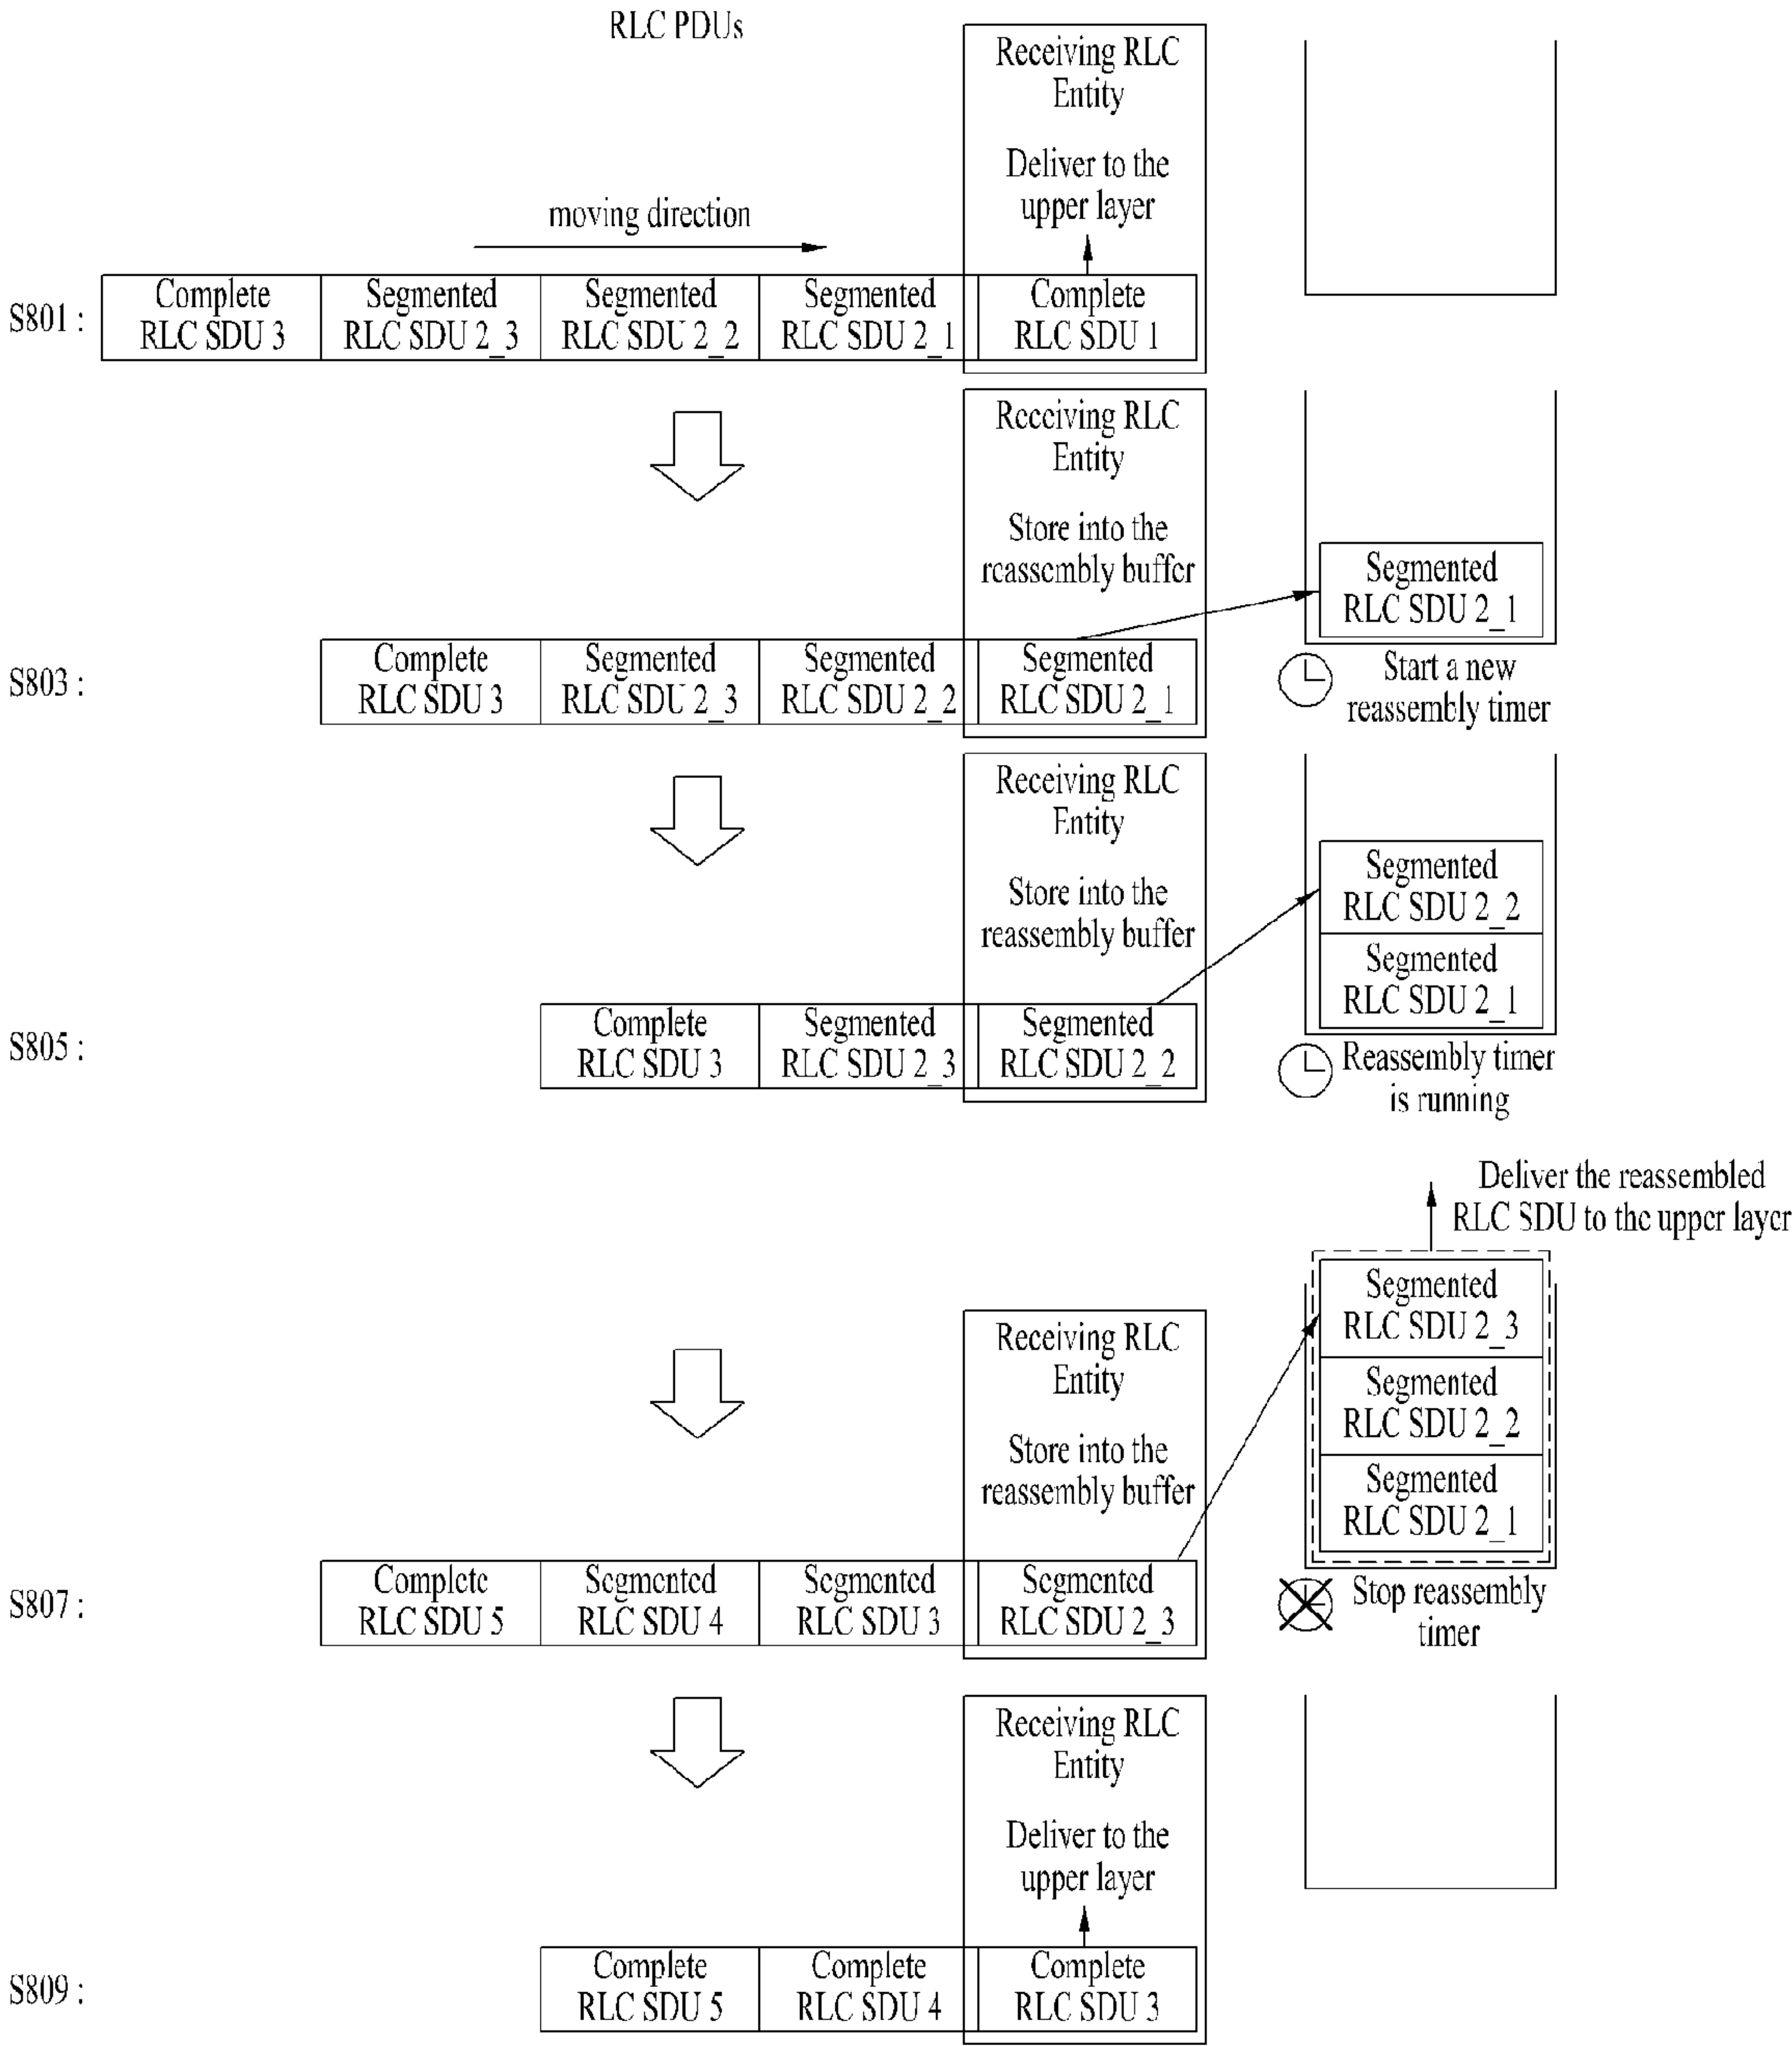 RLC PDUs
Receiving RLC
Entity
Deliver to the
upper layer
moving direction
S801 :
Complete
RLC SDU 3
Segmented
RLC SDU 2_3
Segmented
RLC SDU 2_2
Segmented
RLC SDU 2_1
Complete
RLC SDU 1
Receiving RLC
Entity
Store into the
reassembly buffer
Segmented
RLC SDU 2_1
S803 :
Complete
RLC SDU 3
Segmented
RLC SDU 2_3
Segmented
RLC SDU 2_2
Segmented
RLC SDU 2_1
Start a new
reassembly timer
Receiving RLC
Entity
Store into the
reassembly buffer
Segmented
RLC SDU 2_2
Segmented
RLC SDU 2_1
S805 :
Complete
RLC SDU 3
Segmented
RLC SDU 2_3
Segmented
RLC SDU 2_2
Reassembly timer
is running
Deliver the reassembled
RLC SDU to the upper layer
Receiving RLC
Entity
Store into the
reassembly buffer
Segmented
RLC SDU 2_3
Segmented
RLC SDU 2_2
Segmented
RLC SDU 2_1
S807 :
Complete
RLC SDU 5
Segmented
RLC SDU 4
Segmented
RLC SDU 3
Segmented
RLC SDU 2_3
Stop reassembly
timer
Receiving RLC
Entity
Deliver to the
upper layer
S809 :
Complete
RLC SDU 5
Complete
RLC SDU 4
Complete
RLC SDU 3